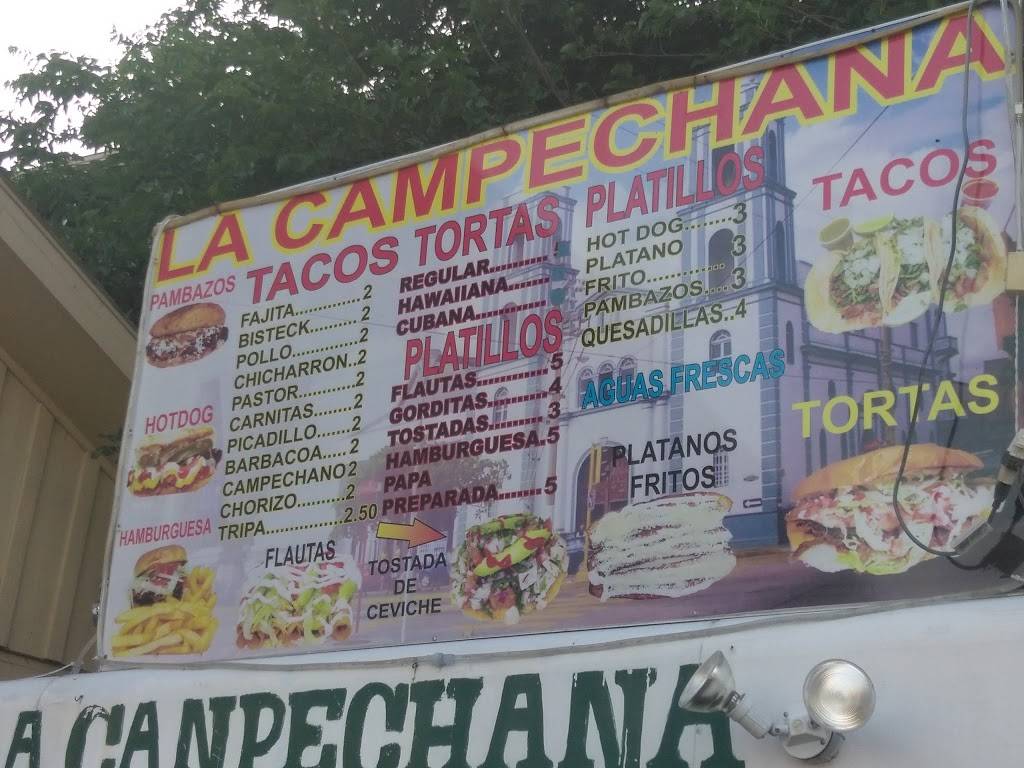 LA CAMPECHANA
PAMBAZOS
HOTDOG
HAMBURGUESA
TACOS
FAJITA..........2
BISTECK.........2
POLLO...........2
CHICHARRON..2
PASTOR.........2
CARNITAS.......2
PICADILLO......2
BARBACOA.....2
CAMPECHANO2
CHORIZO........2
TRIPA...............2.50
TORTAS
REGULAR..........
HAWAIIANA.......
CUBANA...........
PLATILLOS
FLAUTAS............5
GORDITAS.........4
TOSTADAS.........3
HAMBURGUESA.5
PAPA
PREPARADA.......5
PLATILLOS
HOT DOG........3
PLATANO 3
FRITO.............3
PAMBAZOS....3
QUESADILLAS..4
AGUAS FRESCAS
TACOS
TORTAS
PLATANOS
FRITOS
FLAUTAS
TOSTADA
DE
CEVICHE
A CANPECHANA